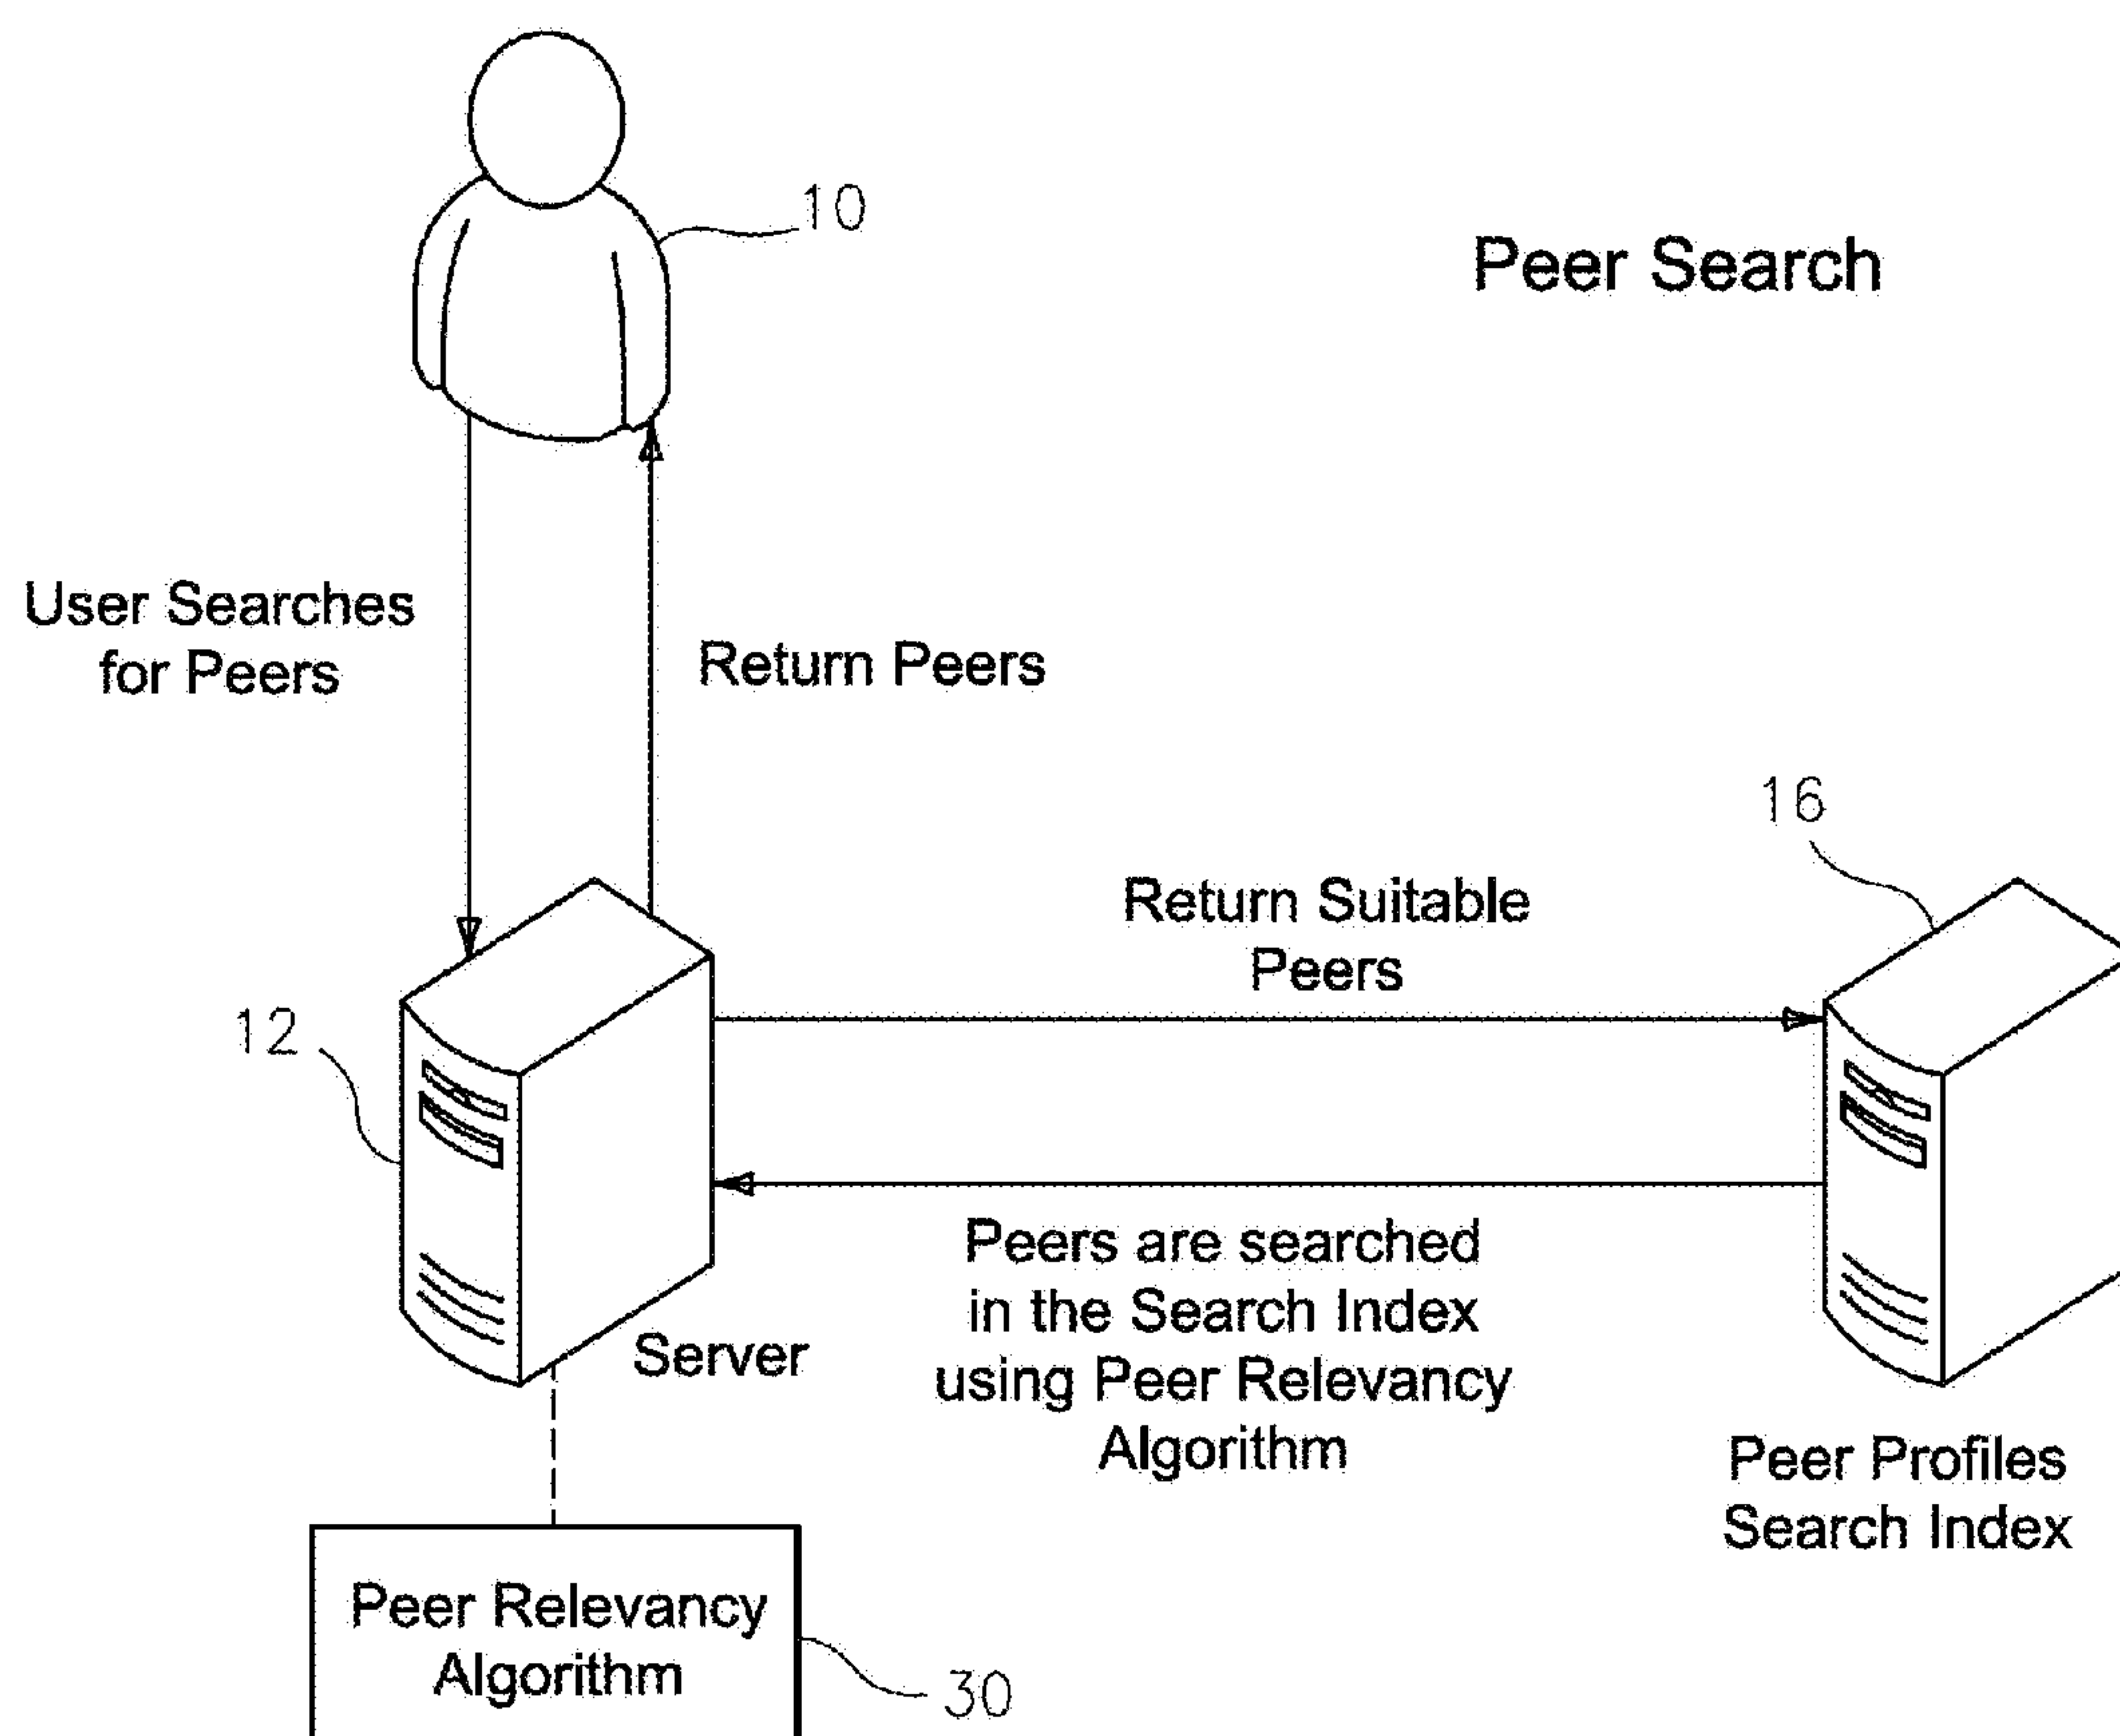 10
Peer Search
User Searches
for Peers
Return Peers
16
Return Suitable
Peers
12
Peers are searched
in the Search Index
using Peer Relevancy
Algorithm
Server
Peer Profiles
Search Index
Peer Relevancy
Algorithm
30